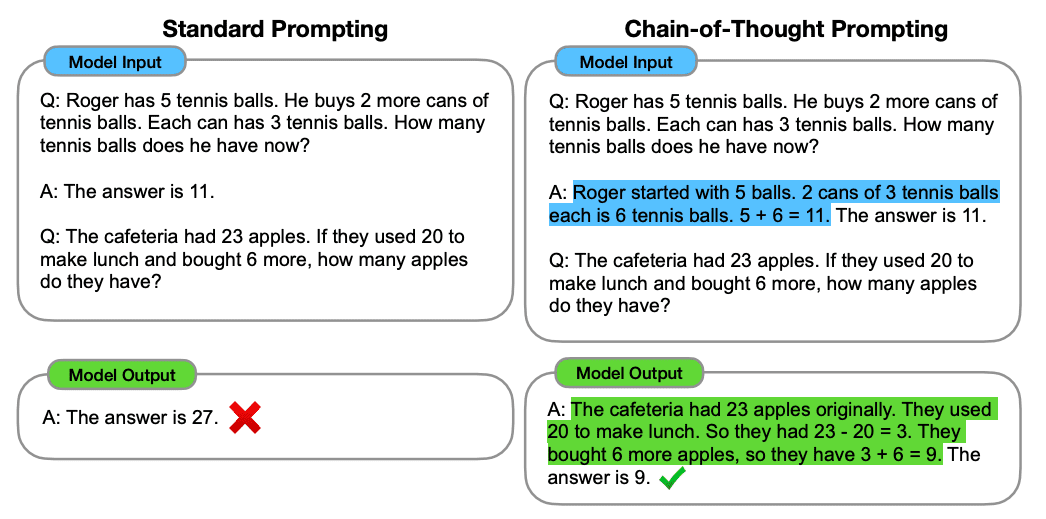 Standard Prompting
Model Input
Q: Roger has 5 tennis balls. He buys 2 more cans of
tennis balls. Each can has 3 tennis balls. How many
tennis balls does he have now?
A: The answer is 11.
Q: The cafeteria had 23 apples. If they used 20 to
make lunch and bought 6 more, how many apples
do they have?
Model Output
A: The answer is 27.
Chain-of-Thought Prompting
Model Input
Q: Roger has 5 tennis balls. He buys 2 more cans of
tennis balls. Each can has 3 tennis balls. How many
tennis balls does he have now?
A: Roger started with 5 balls. 2 cans of 3 tennis balls
each is 6 tennis balls. 5 + 6 = 11. The answer is 11.
Q: The cafeteria had 23 apples. If they used 20 to
make lunch and bought 6 more, how many apples
do they have?
Model Output
A: The cafeteria had 23 apples originally. They used
20 to make lunch. So they had 23 - 20 = 3. They
bought 6 more apples, so they have 3 + 6 = 9. The
answer is 9.